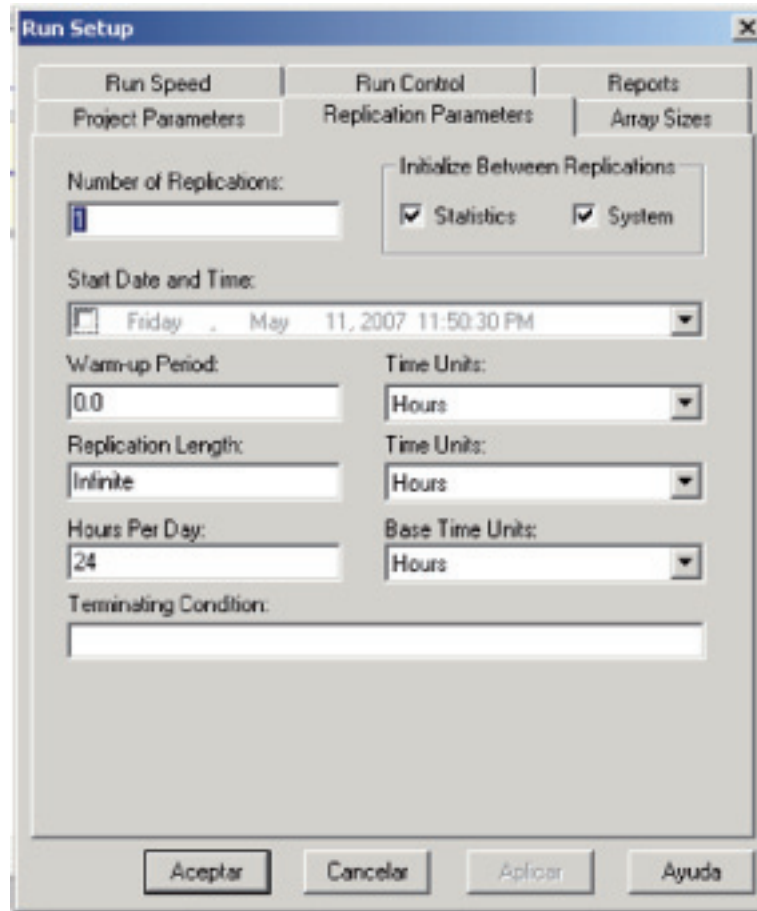 Run Setup
Run Speed Run Control Reports
Project Parameters Replication Parameters Array Sizes
Number of Replications:
1
Initialize Between Replications
Statistics System
Start Date and Time:
Friday , May 11, 2007 11:50:30 PM
Warm-up Period: Time Units:
0.0 Hours
Replication Length: Time Units:
Infinite Hours
Hours Per Day: Base Time Units:
24 Hours
Terminating Condition:
Aceptar Cancelar Aplicar Ayuda